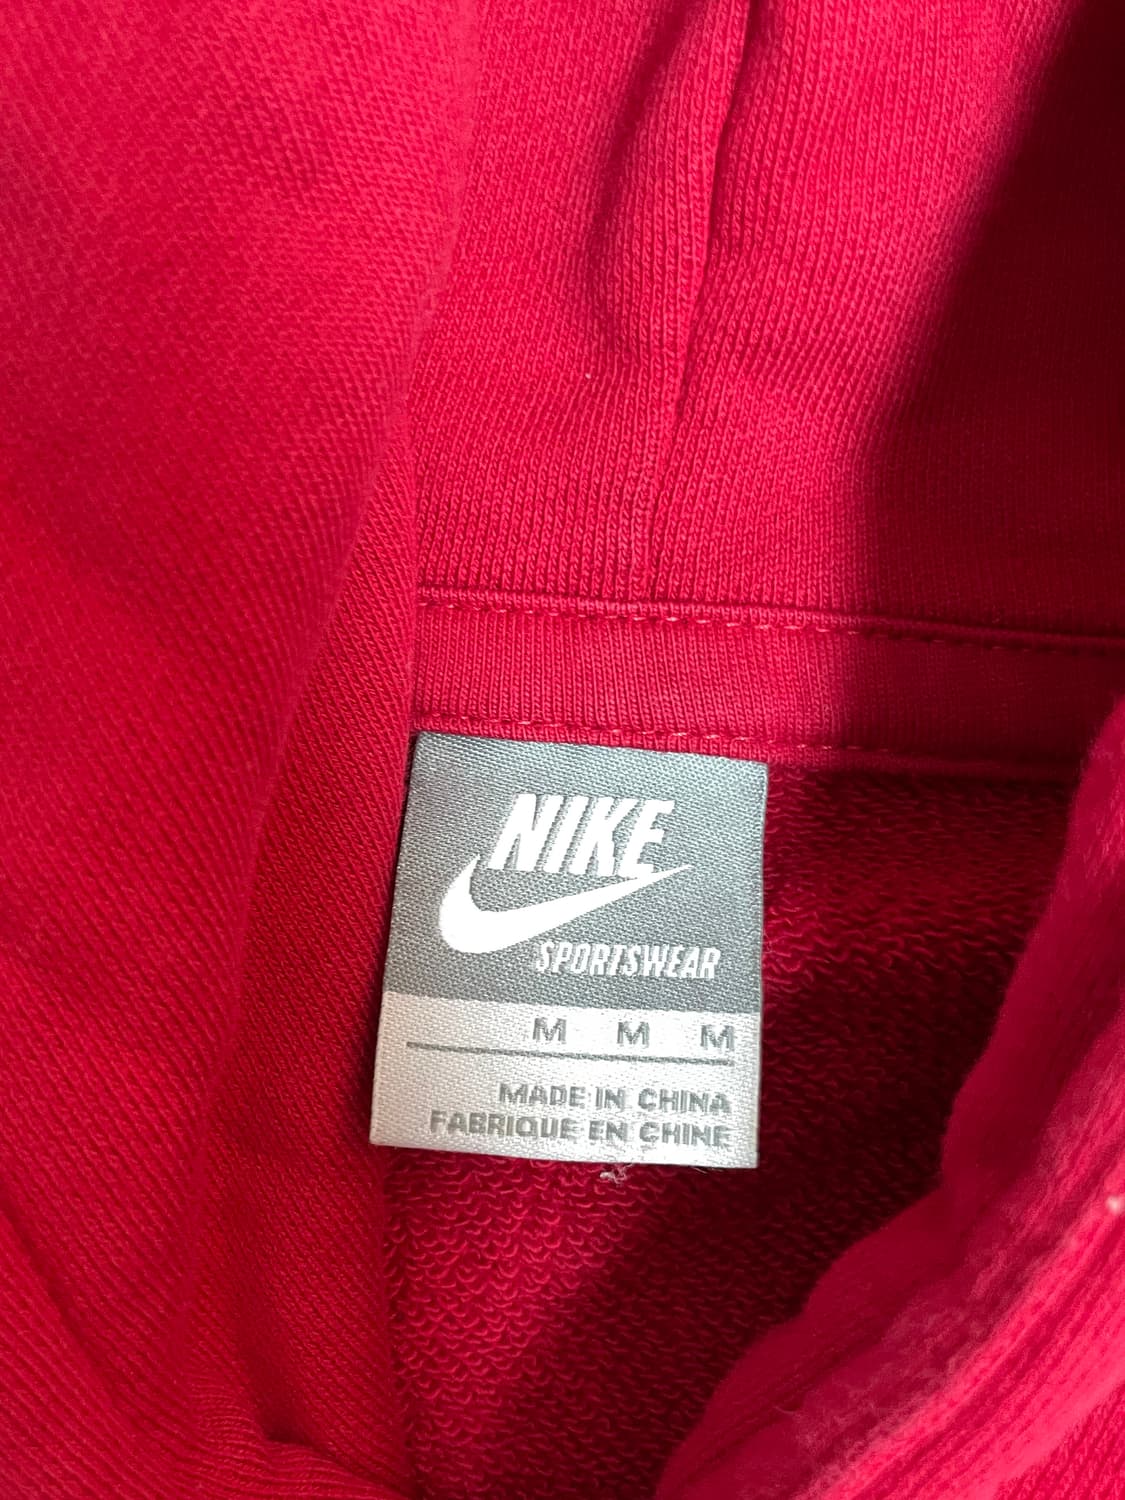 NIKE
SPORTSWEAR
M M M
MADE IN CHINA
FABRIQUE EN CHINE